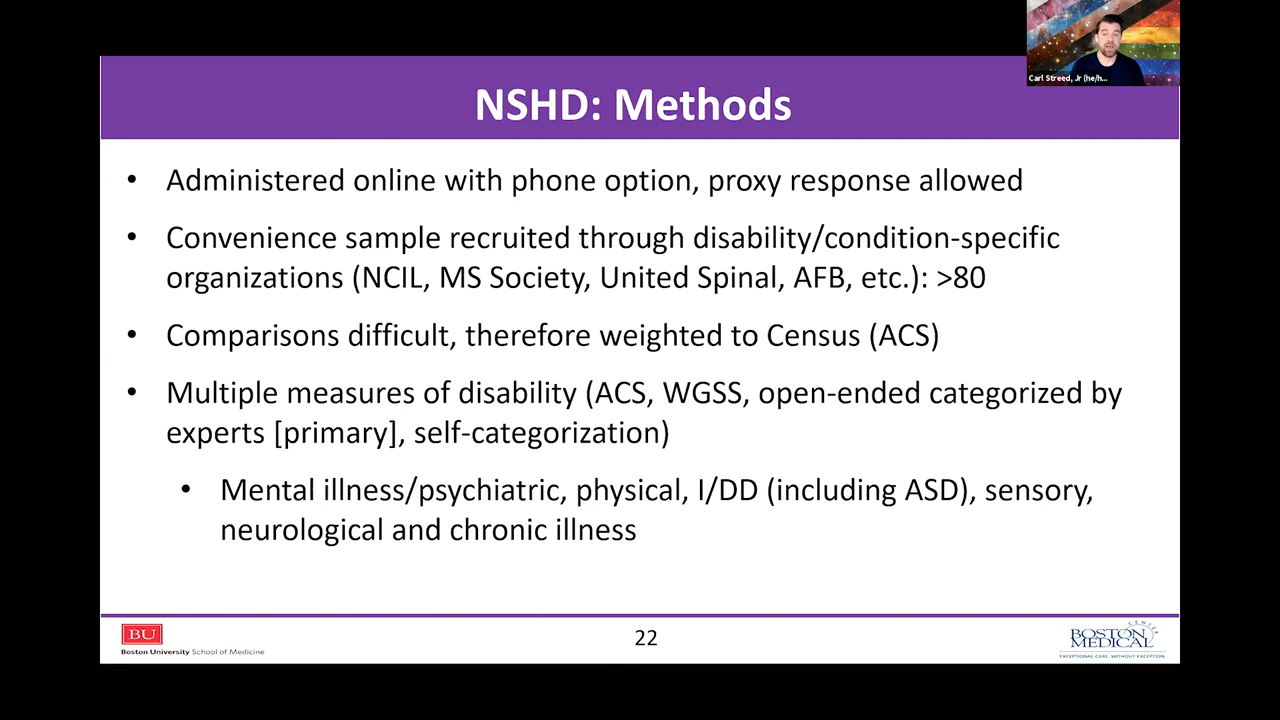 Carl Streed, Jr (he/h...
NSHD: Methods
• Administered online with phone option, proxy response allowed
• Convenience sample recruited through disability/condition-specific
organizations (NCIL, MS Society, United Spinal, AFB, etc.): >80
• Comparisons difficult, therefore weighted to Census (ACS)
• Multiple measures of disability (ACS, WGSS, open-ended categorized by
experts [primary], self-categorization)
• Mental illness/psychiatric, physical, I/DD (including ASD), sensory,
neurological and chronic illness
BU
Boston University School of Medicine
22
BOSTON
MEDICAL
CENTER
EXCEPTIONAL CARE. WITHOUT EXCEPTION.